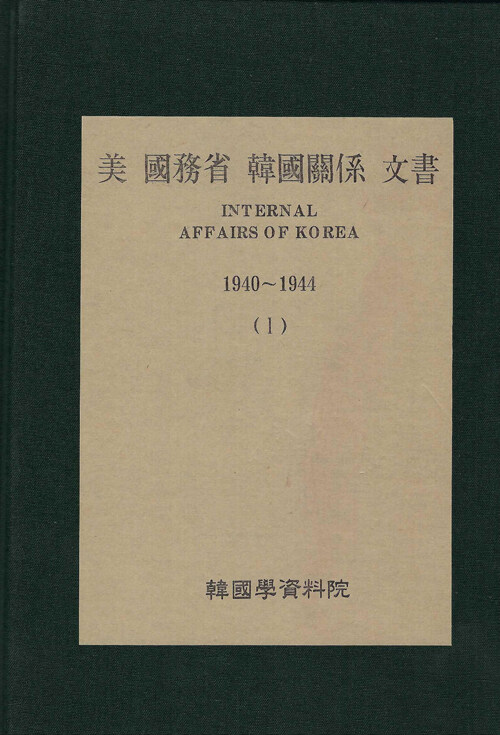 美 國務省 韓國關係 文書
INTERNAL
AFFAIRS OF KOREA
1940~1944
(1)
韓國學資料院